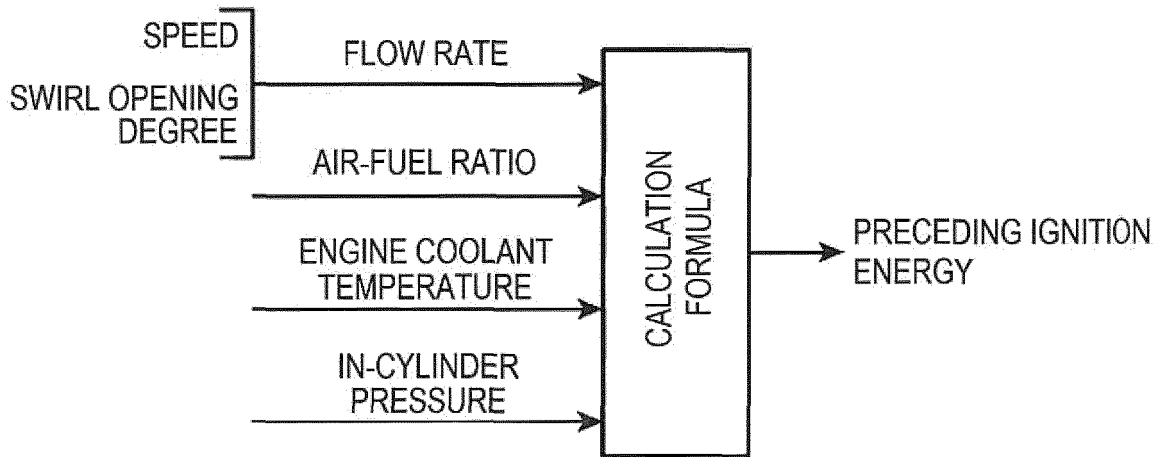 SPEED
SWIRL OPENING
DEGREE
FLOW RATE
AIR-FUEL RATIO
ENGINE COOLANT
TEMPERATURE
IN-CYLINDER
PRESSURE
CALCULATION
FORMULA
PRECEDING IGNITION
ENERGY